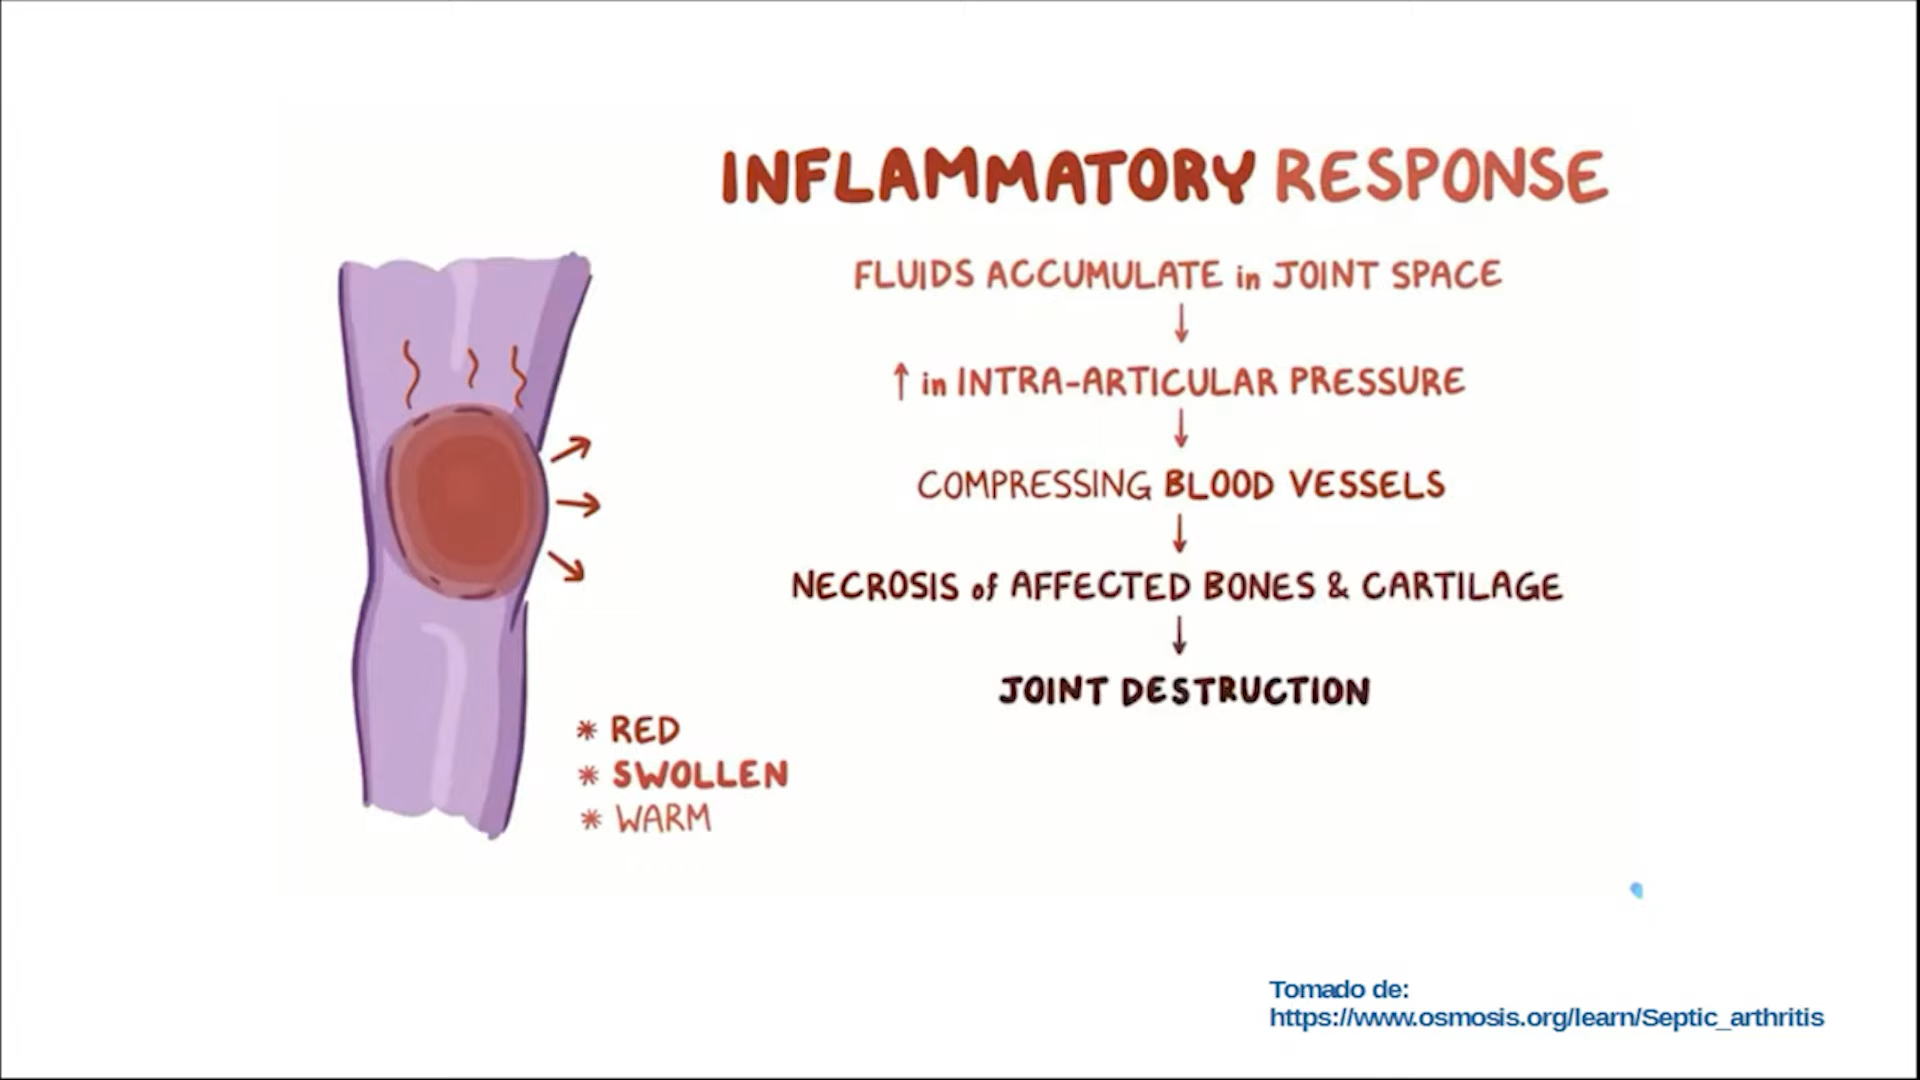 INFLAMMATORY RESPONSE
FLUIDS ACCUMULATE in JOINT SPACE
↓
↑ in INTRA-ARTICULAR PRESSURE
↓
COMPRESSING BLOOD VESSELS
↓
NECROSIS of AFFECTED BONES & CARTILAGE
↓
JOINT DESTRUCTION
* RED
* SWOLLEN
* WARM
Tomado de:
https://www.osmosis.org/learn/Septic_arthritis